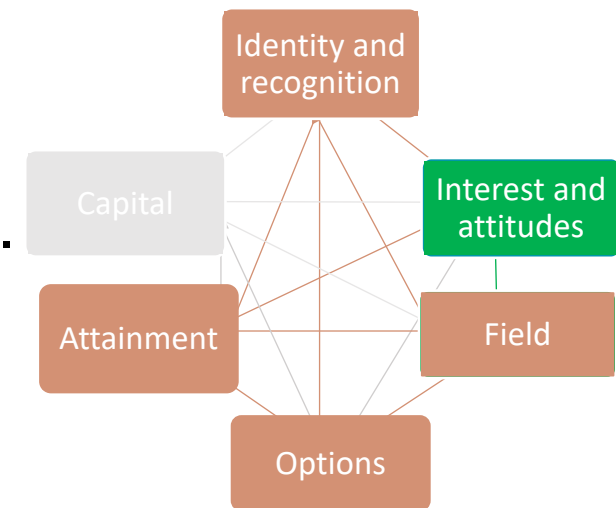 Identity and
recognition
Capital
Interest and
attitudes
Attainment
Field
Options